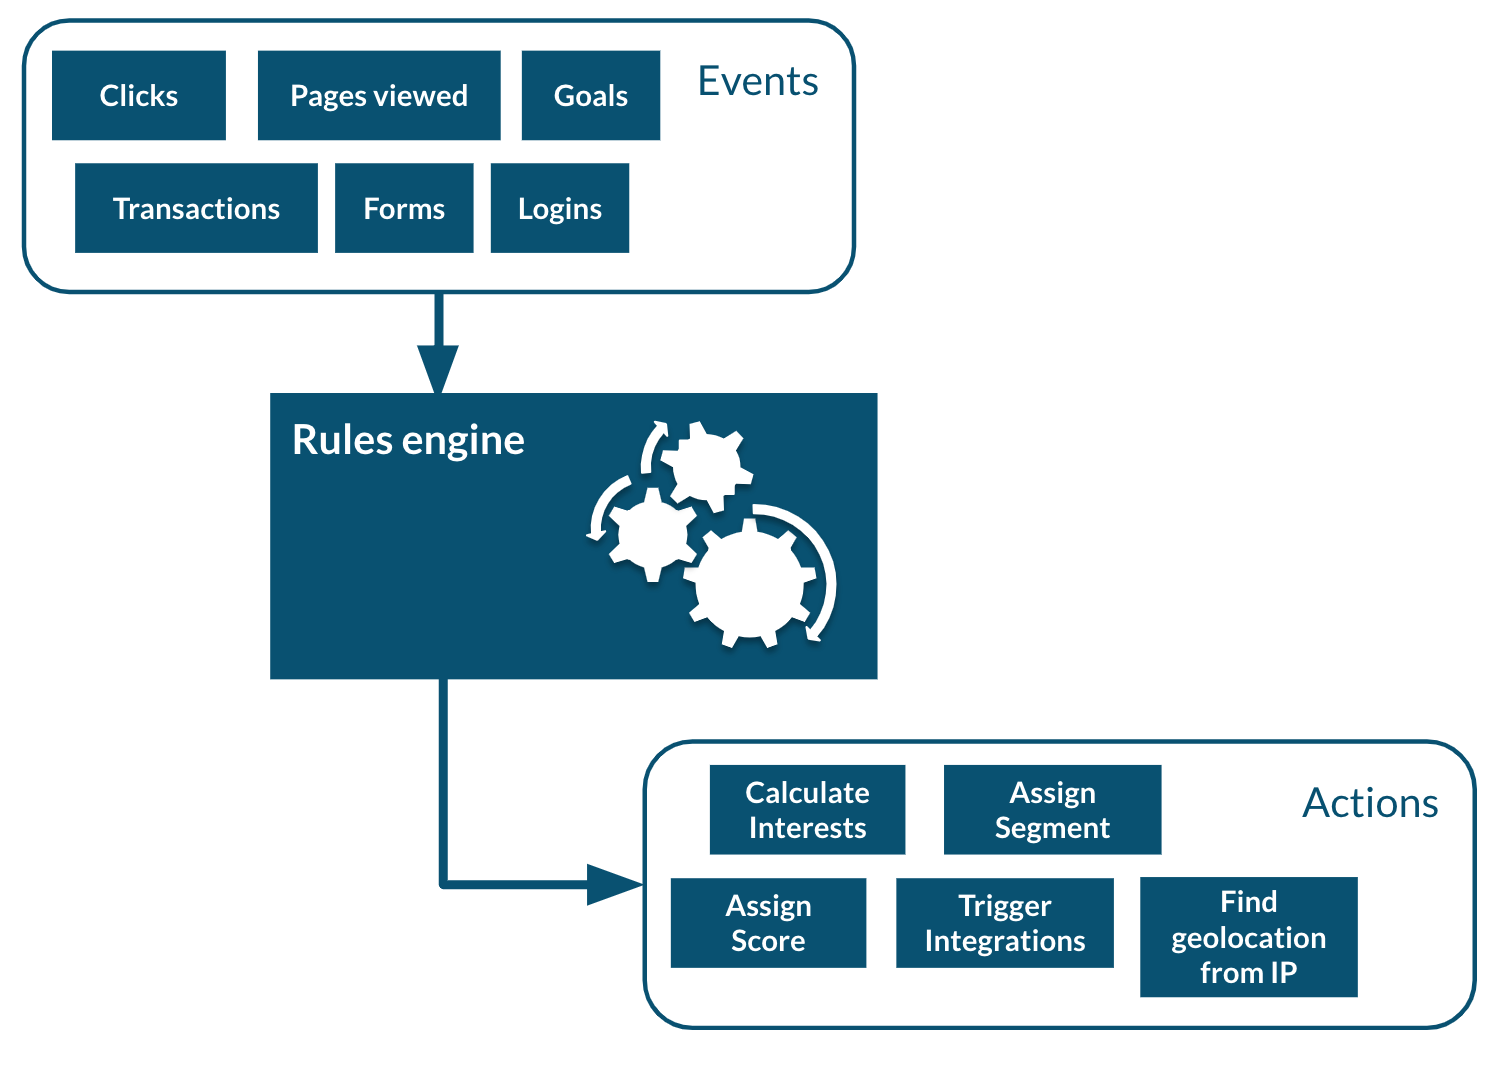 Events
Clicks
Pages viewed
Goals
Transactions
Forms
Logins
Rules engine
Actions
Calculate
Interests
Assign
Segment
Assign
Score
Trigger
Integrations
Find
geolocation
from IP